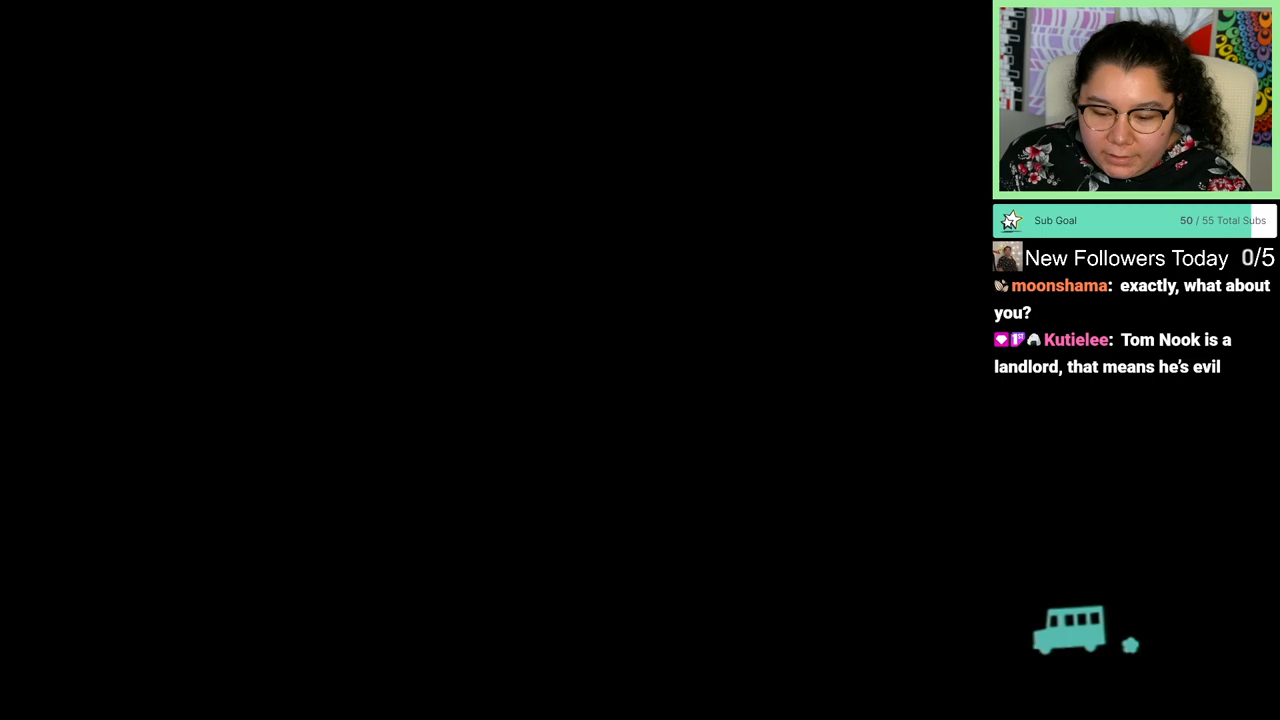 Sub Goal 50 / 55 Total Subs
New Followers Today 0/5
moonshama: exactly, what about
you?
1ST Kutielee: Tom Nook is a
landlord, that means he's evil